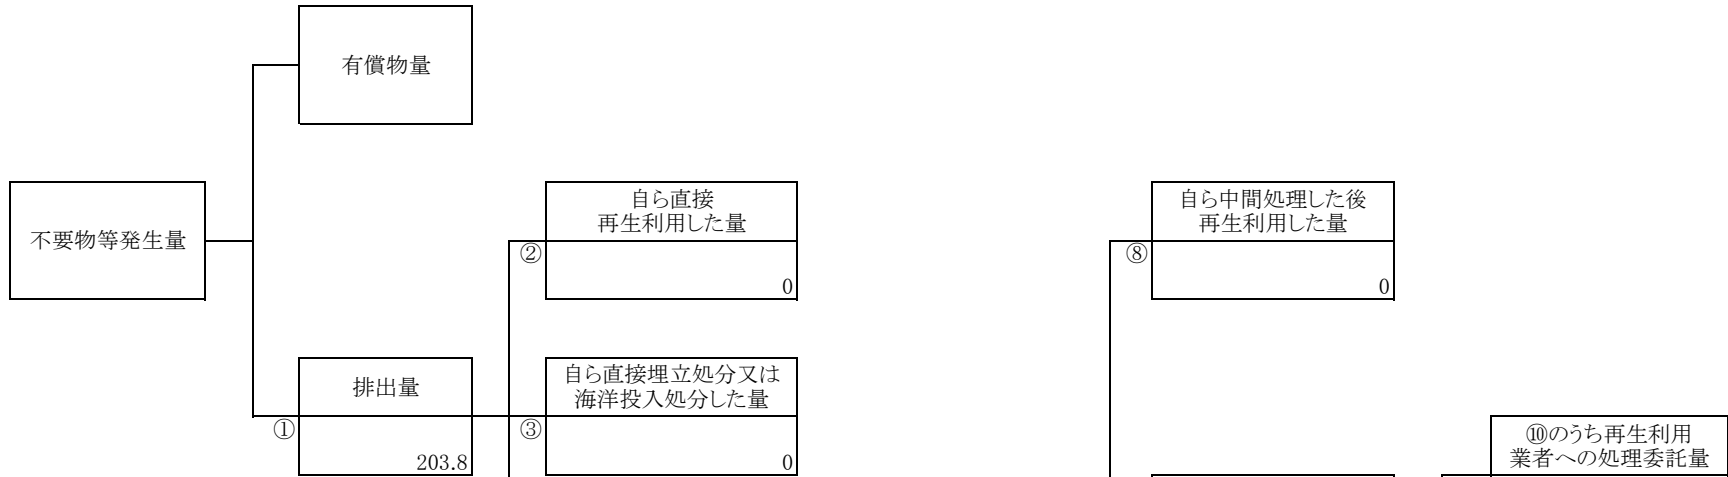 有償物量
不要物等発生量
自ら直接
再生利用した量
②
0
自ら中間処理した後
再生利用した量
⑧
0
排出量
①
203.8
自ら直接埋立処分又は
海洋投入処分した量
③
0
⑩のうち再生利用
業者への処理委託量